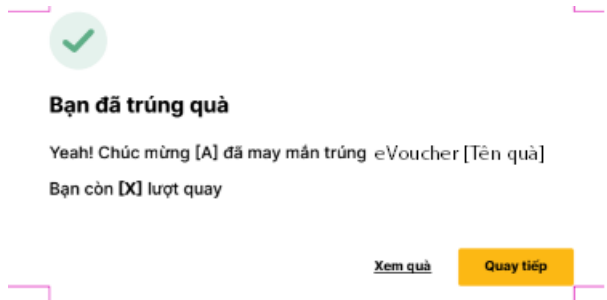 Bạn đã trúng quà
Yeah! Chúc mừng [A] đã may mắn trúng eVoucher [Tên quà]
Bạn còn [X] lượt quay
Xem quà
Quay tiếp